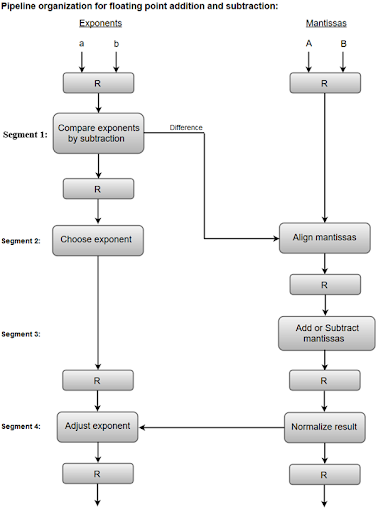 Pipeline organization for floating point addition and subtraction:
Exponents
Mantissas
a
b
A
B
R
R
Segment 1:
Compare exponents
by subtraction
Difference
R
Segment 2:
Choose exponent
Align mantissas
R
Segment 3:
Add or Subtract
mantissas
R
R
Segment 4:
Adjust exponent
Normalize result
R
R